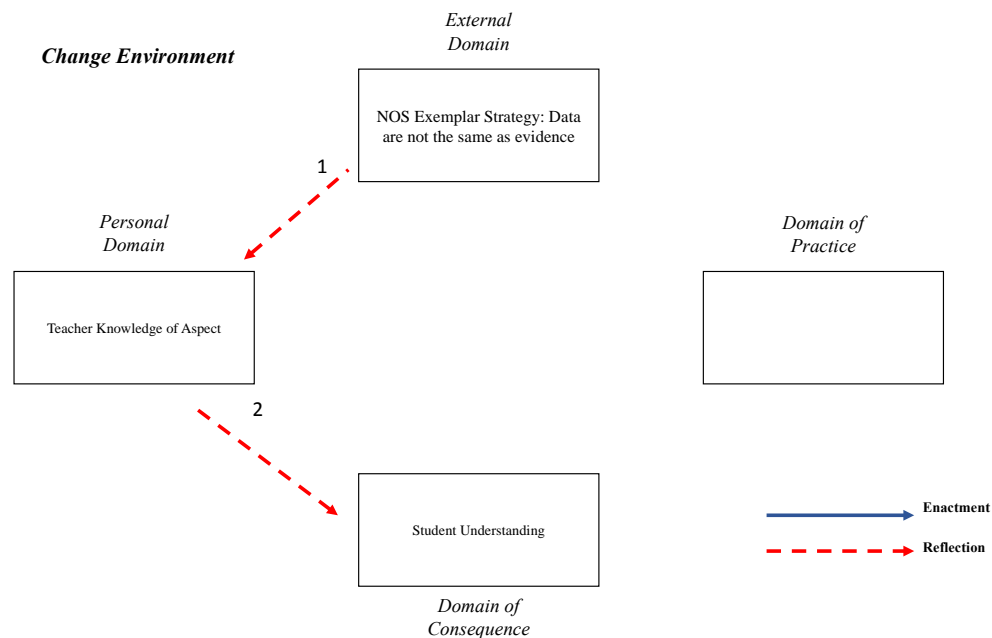 External
Domain
Change Environment
NOS Exemplar Strategy: Data
are not the same as evidence
1
Personal
Domain
Domain of
Practice
Teacher Knowledge of Aspect
2
Student Understanding
Enactment
Reflection
Domain of
Consequence